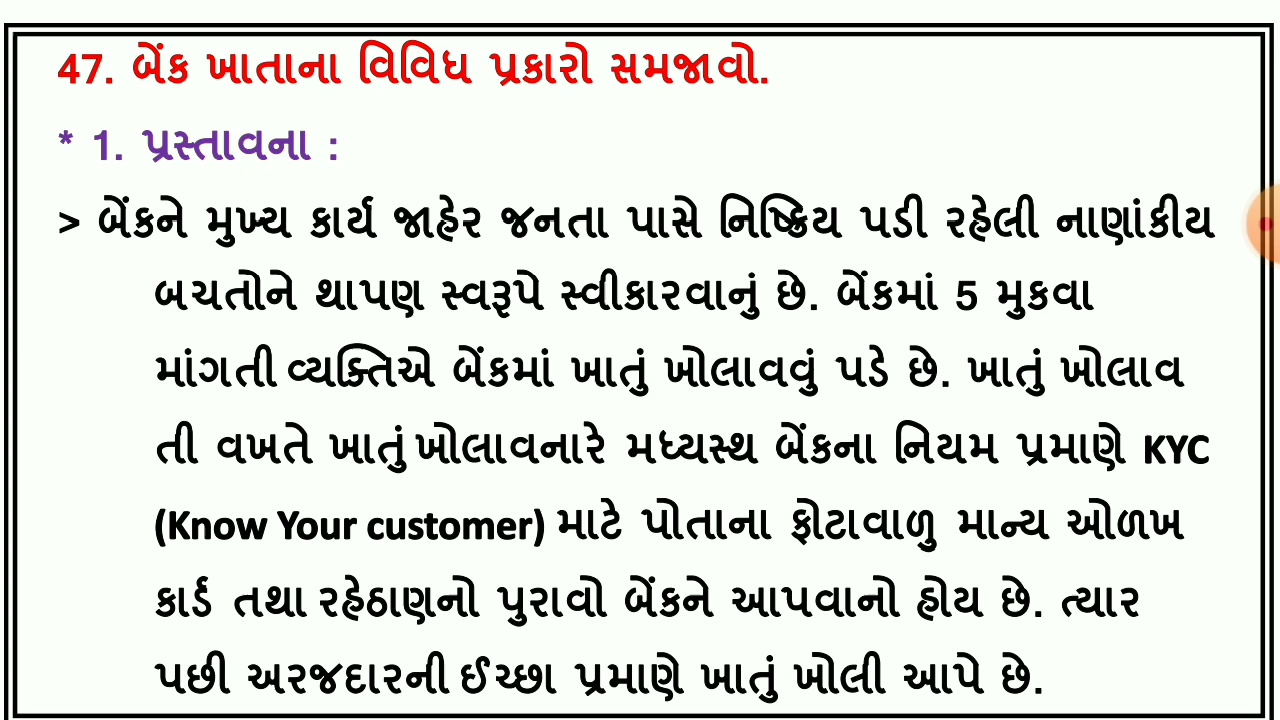 47. બેંક ખાતાના વિવિધ પ્રકારો સમજાવો.
* 1. પ્રસ્તાવના :
> બેંકને મુખ્ય કાર્ય જાહેર જનતા પાસે નિષ્ક્રિય પડી રહેલી નાણાંકીય
બચતોને થાપણ સ્વરૂપે સ્વીકારવાનું છે. બેંકમાં 5 મુકવા
માંગતી વ્યક્તિએ બેંકમાં ખાતું ખોલાવવું પડે છે. ખાતું ખોલાવ
તી વખતે ખાતું ખોલાવનારે મધ્યસ્થ બેંકના નિયમ પ્રમાણે KYC
(Know Your customer) માટે પોતાના ફોટાવાળુ માન્ય ઓળખ
કાર્ડ તથા રહેઠાણનો પુરાવો બેંકને આપવાનો હોય છે. ત્યાર
પછી અરજદારની ઈચ્છા પ્રમાણે ખાતું ખોલી આપે છે.